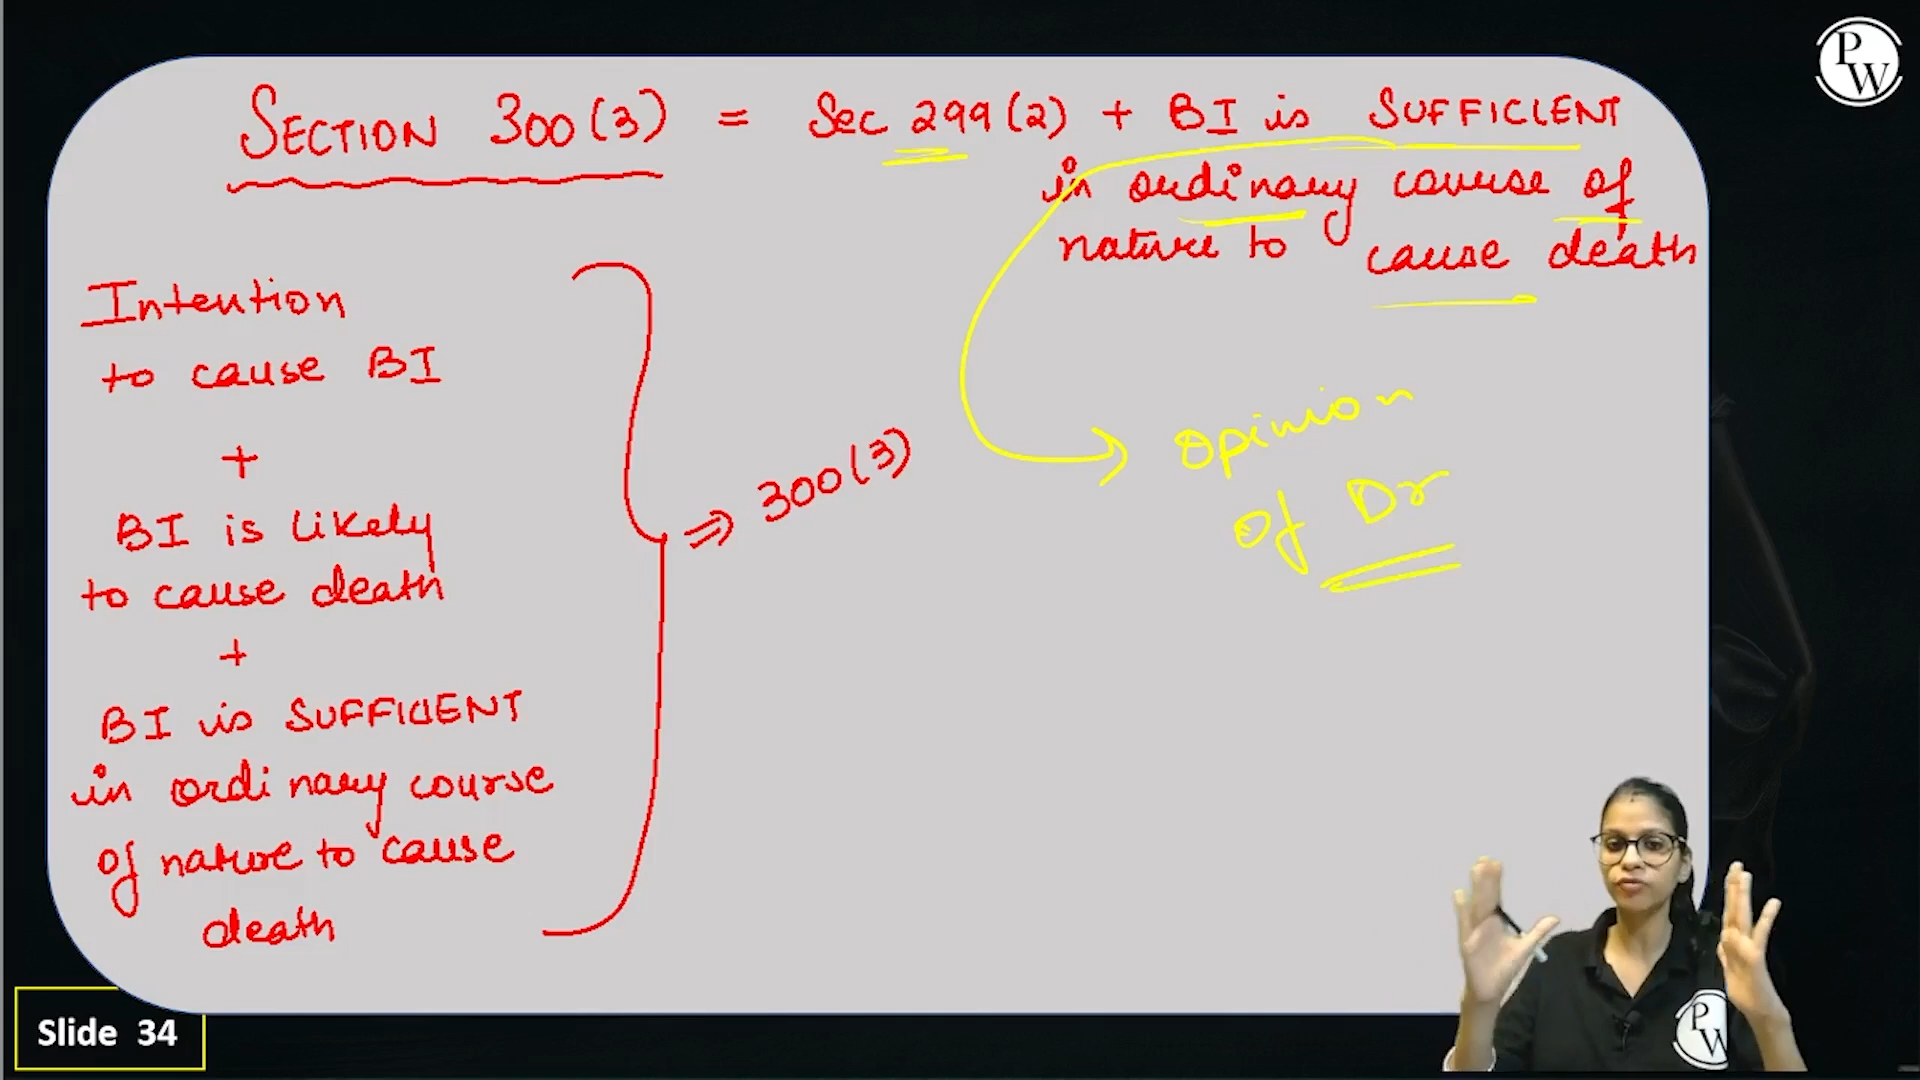 SECTION 300(3) = Sec 299(2) + BI is SUFFICIENT
in ordinary course of
nature to cause death
Intention
to cause BI
+
BI is likely
to cause death
+
BI is SUFFICIENT
in ordinary course
of nature to cause
death
⇒ 300(3)
opinion
of Dr
Slide 34
PW
PW